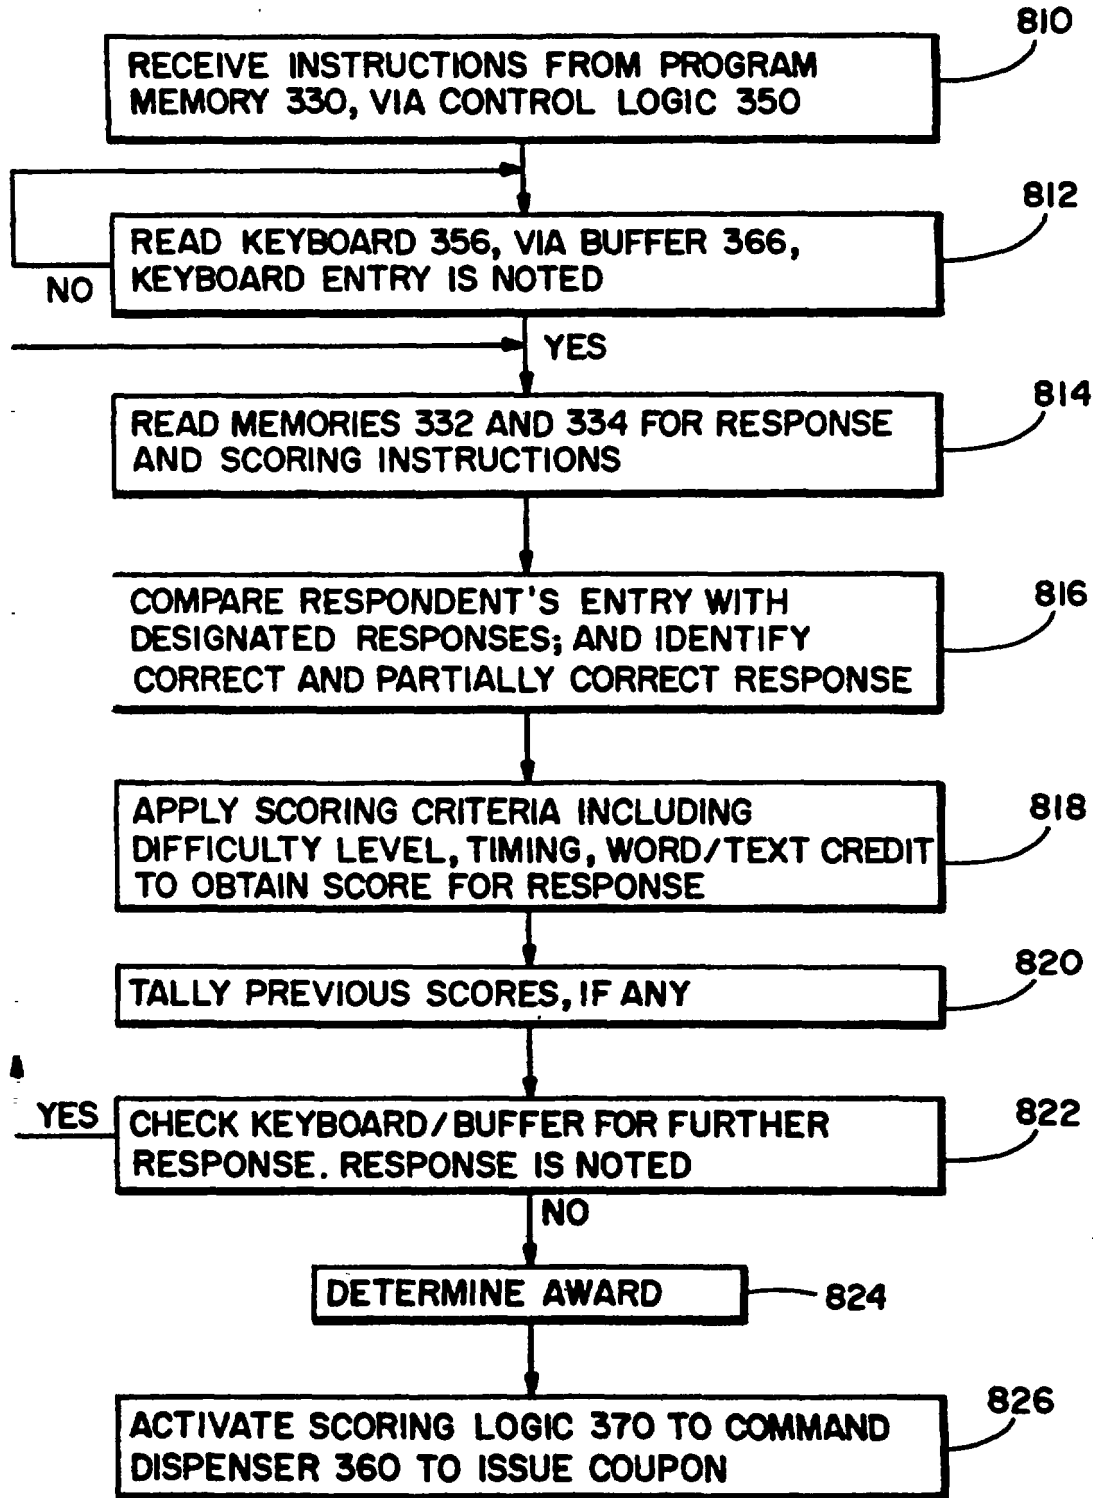 810
RECEIVE INSTRUCTIONS FROM PROGRAM
MEMORY 330, VIA CONTROL LOGIC 350
812
READ KEYBOARD 356, VIA BUFFER 366,
KEYBOARD ENTRY IS NOTED
NO
YES
814
READ MEMORIES 332 AND 334 FOR RESPONSE
AND SCORING INSTRUCTIONS
816
COMPARE RESPONDENT'S ENTRY WITH
DESIGNATED RESPONSES; AND IDENTIFY
CORRECT AND PARTIALLY CORRECT RESPONSE
818
APPLY SCORING CRITERIA INCLUDING
DIFFICULTY LEVEL, TIMING, WORD/TEXT CREDIT
TO OBTAIN SCORE FOR RESPONSE
820
TALLY PREVIOUS SCORES, IF ANY
YES
822
CHECK KEYBOARD/BUFFER FOR FURTHER
RESPONSE. RESPONSE IS NOTED
NO
DETERMINE AWARD
824
826
ACTIVATE SCORING LOGIC 370 TO COMMAND
DISPENSER 360 TO ISSUE COUPON